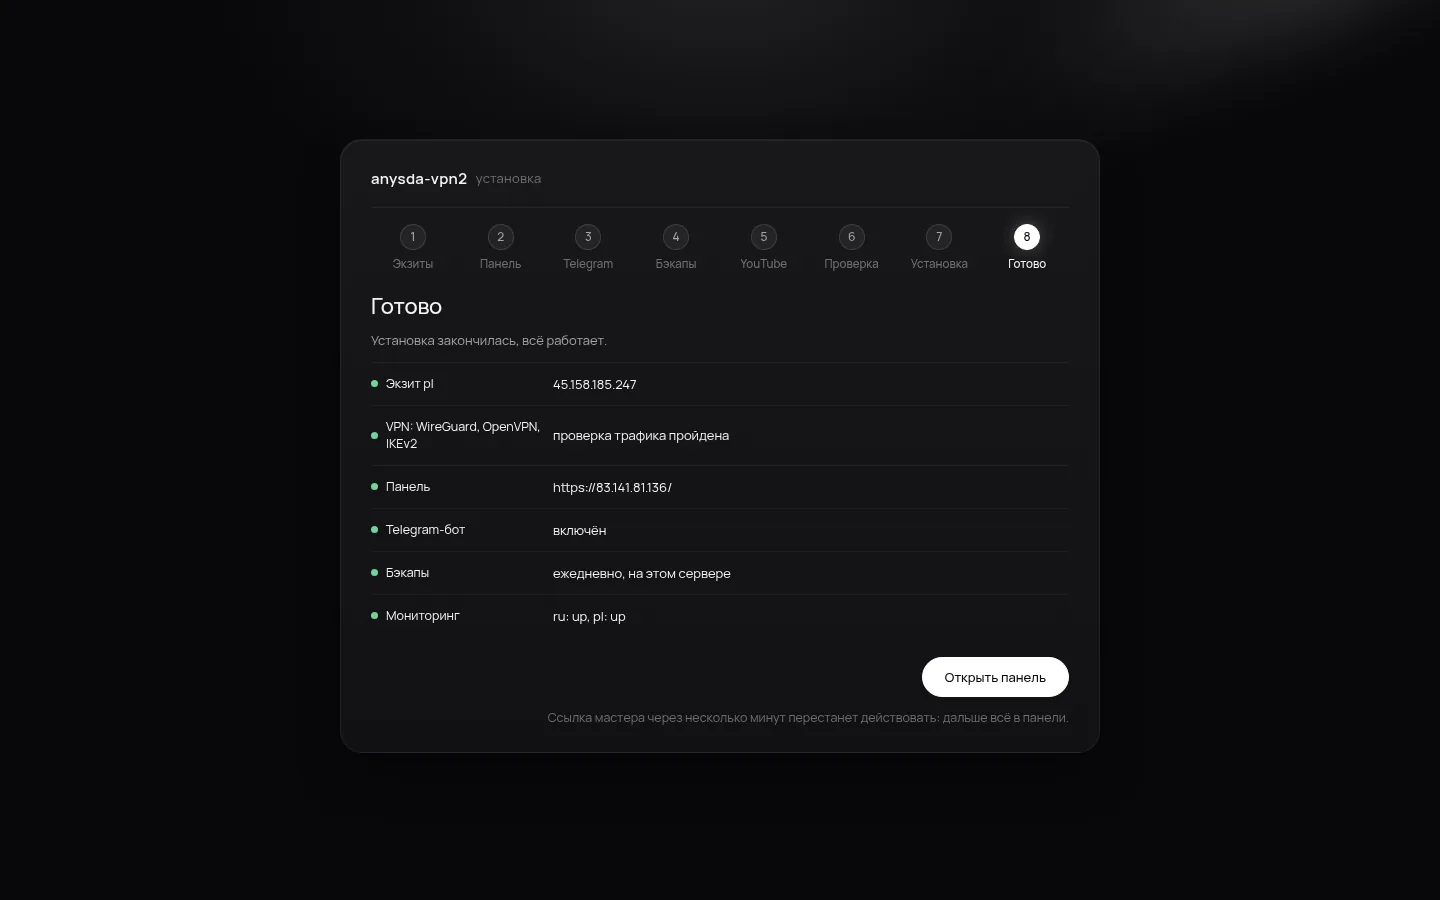 anysda-vpn2 установка
1 2 3 4 5 6 7 8
Экзиты Панель Telegram Бэкапы YouTube Проверка Установка Готово
Готово
Установка закончилась, всё работает.
Экзит pl 45.158.185.247
VPN: WireGuard, OpenVPN,
IKEv2
проверка трафика пройдена
Панель https://83.141.81.136/
Telegram-бот включён
Бэкапы ежедневно, на этом сервере
Мониторинг ru: up, pl: up
Открыть панель
Ссылка мастера через несколько минут перестанет действовать: дальше всё в панели.